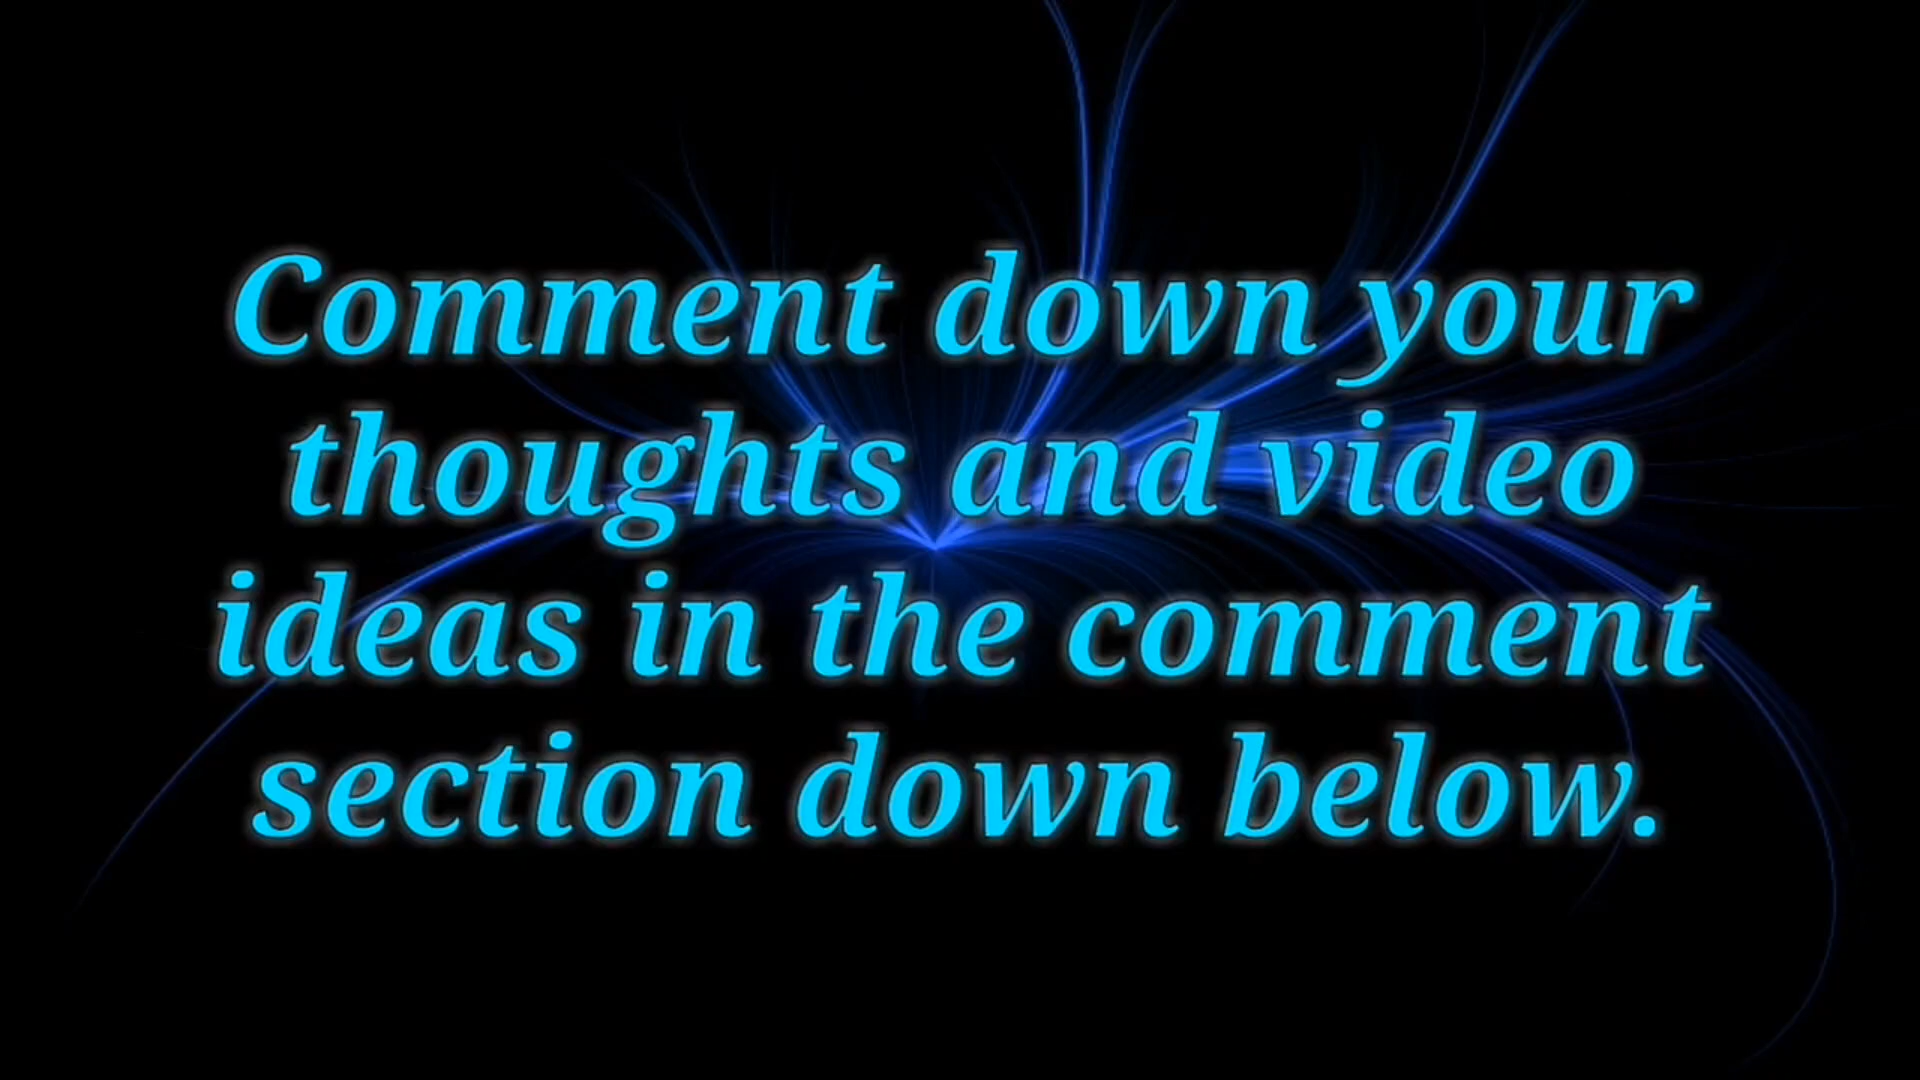 Comment down your
thoughts and video
ideas in the comment
section down below.